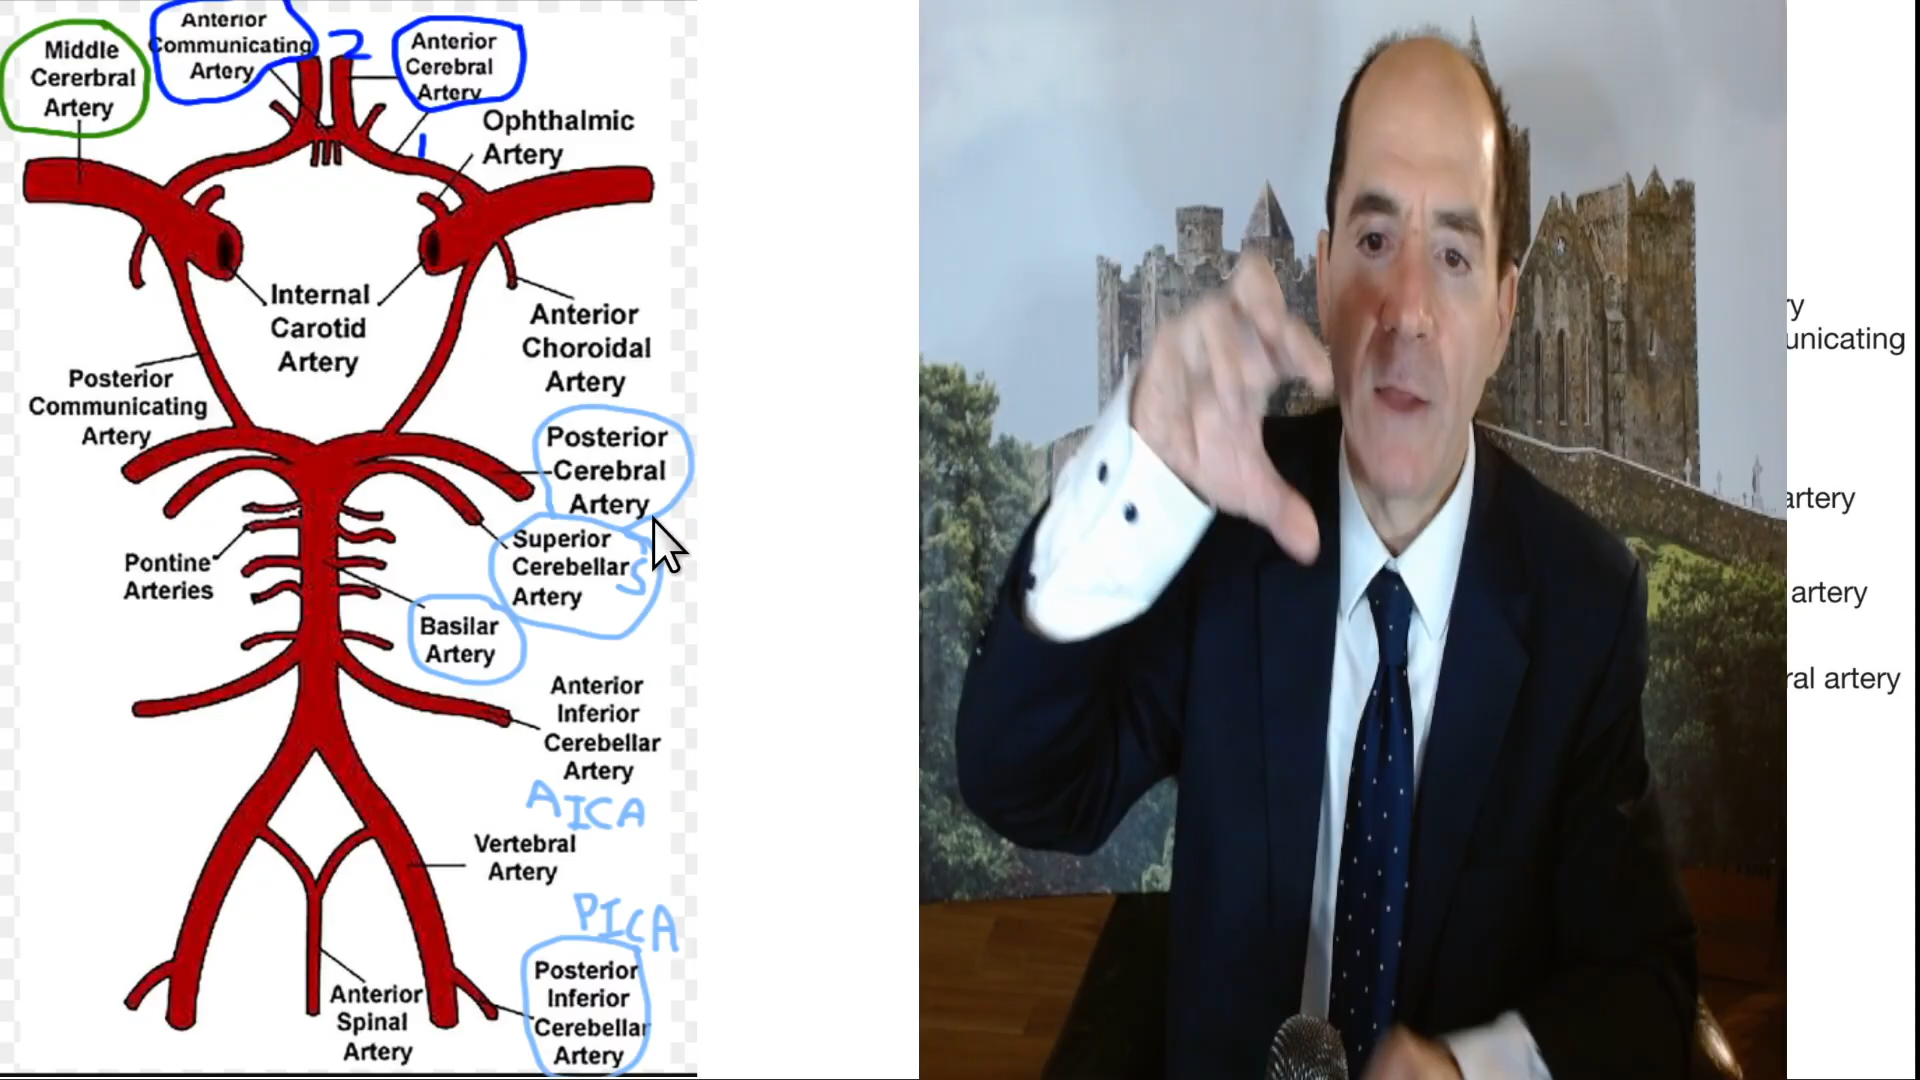 Middle
Cererbral
Artery
Anterior
Communicating
Artery
2
Anterior
Cerebral
Artery
1
Ophthalmic
Artery
Internal
Carotid
Artery
Anterior
Choroidal
Artery
Posterior
Communicating
Artery
Posterior
Cerebral
Artery
Superior
Cerebellar
Artery
S
Pontine
Arteries
Basilar
Artery
Anterior
Inferior
Cerebellar
Artery
AICA
Vertebral
Artery
PICA
Posterior
Inferior
Cerebellar
Artery
Anterior
Spinal
Artery
ry
unicating
artery
artery
ral artery